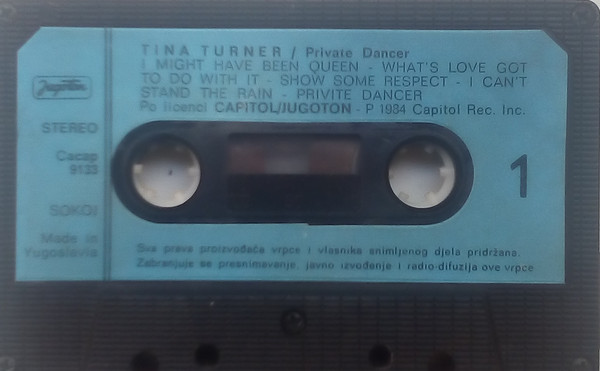 TINA TURNER / Private Dancer
I MIGHT HAVE BEEN QUEEN - WHAT'S LOVE GOT
TO DO WITH IT - SHOW SOME RESPECT - I CAN'T
STAND THE RAIN - PRIVITE DANCER
Po licenci CAPITOL/JUGOTON - P 1984 Capitol Rec. Inc.
Jugoton
STEREO
Cacap
9133
SOKOJ
Made in
Yugoslavia
1
Sva prava proizvođača vrpce i vlasnika snimljenog djela pridržana.
Zabranjuje se presnimavanje, javno izvođenje i radio-difuzija ove vrpce